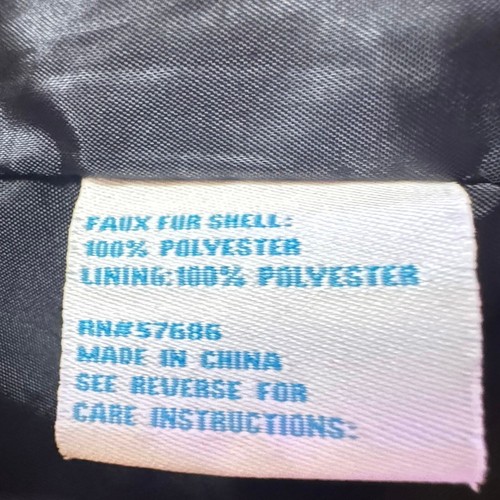 FAUX FUR SHELL:
100% POLYESTER
LINING:100% POLYESTER
RN#57686
MADE IN CHINA
SEE REVERSE FOR
CARE INSTRUCTIONS: